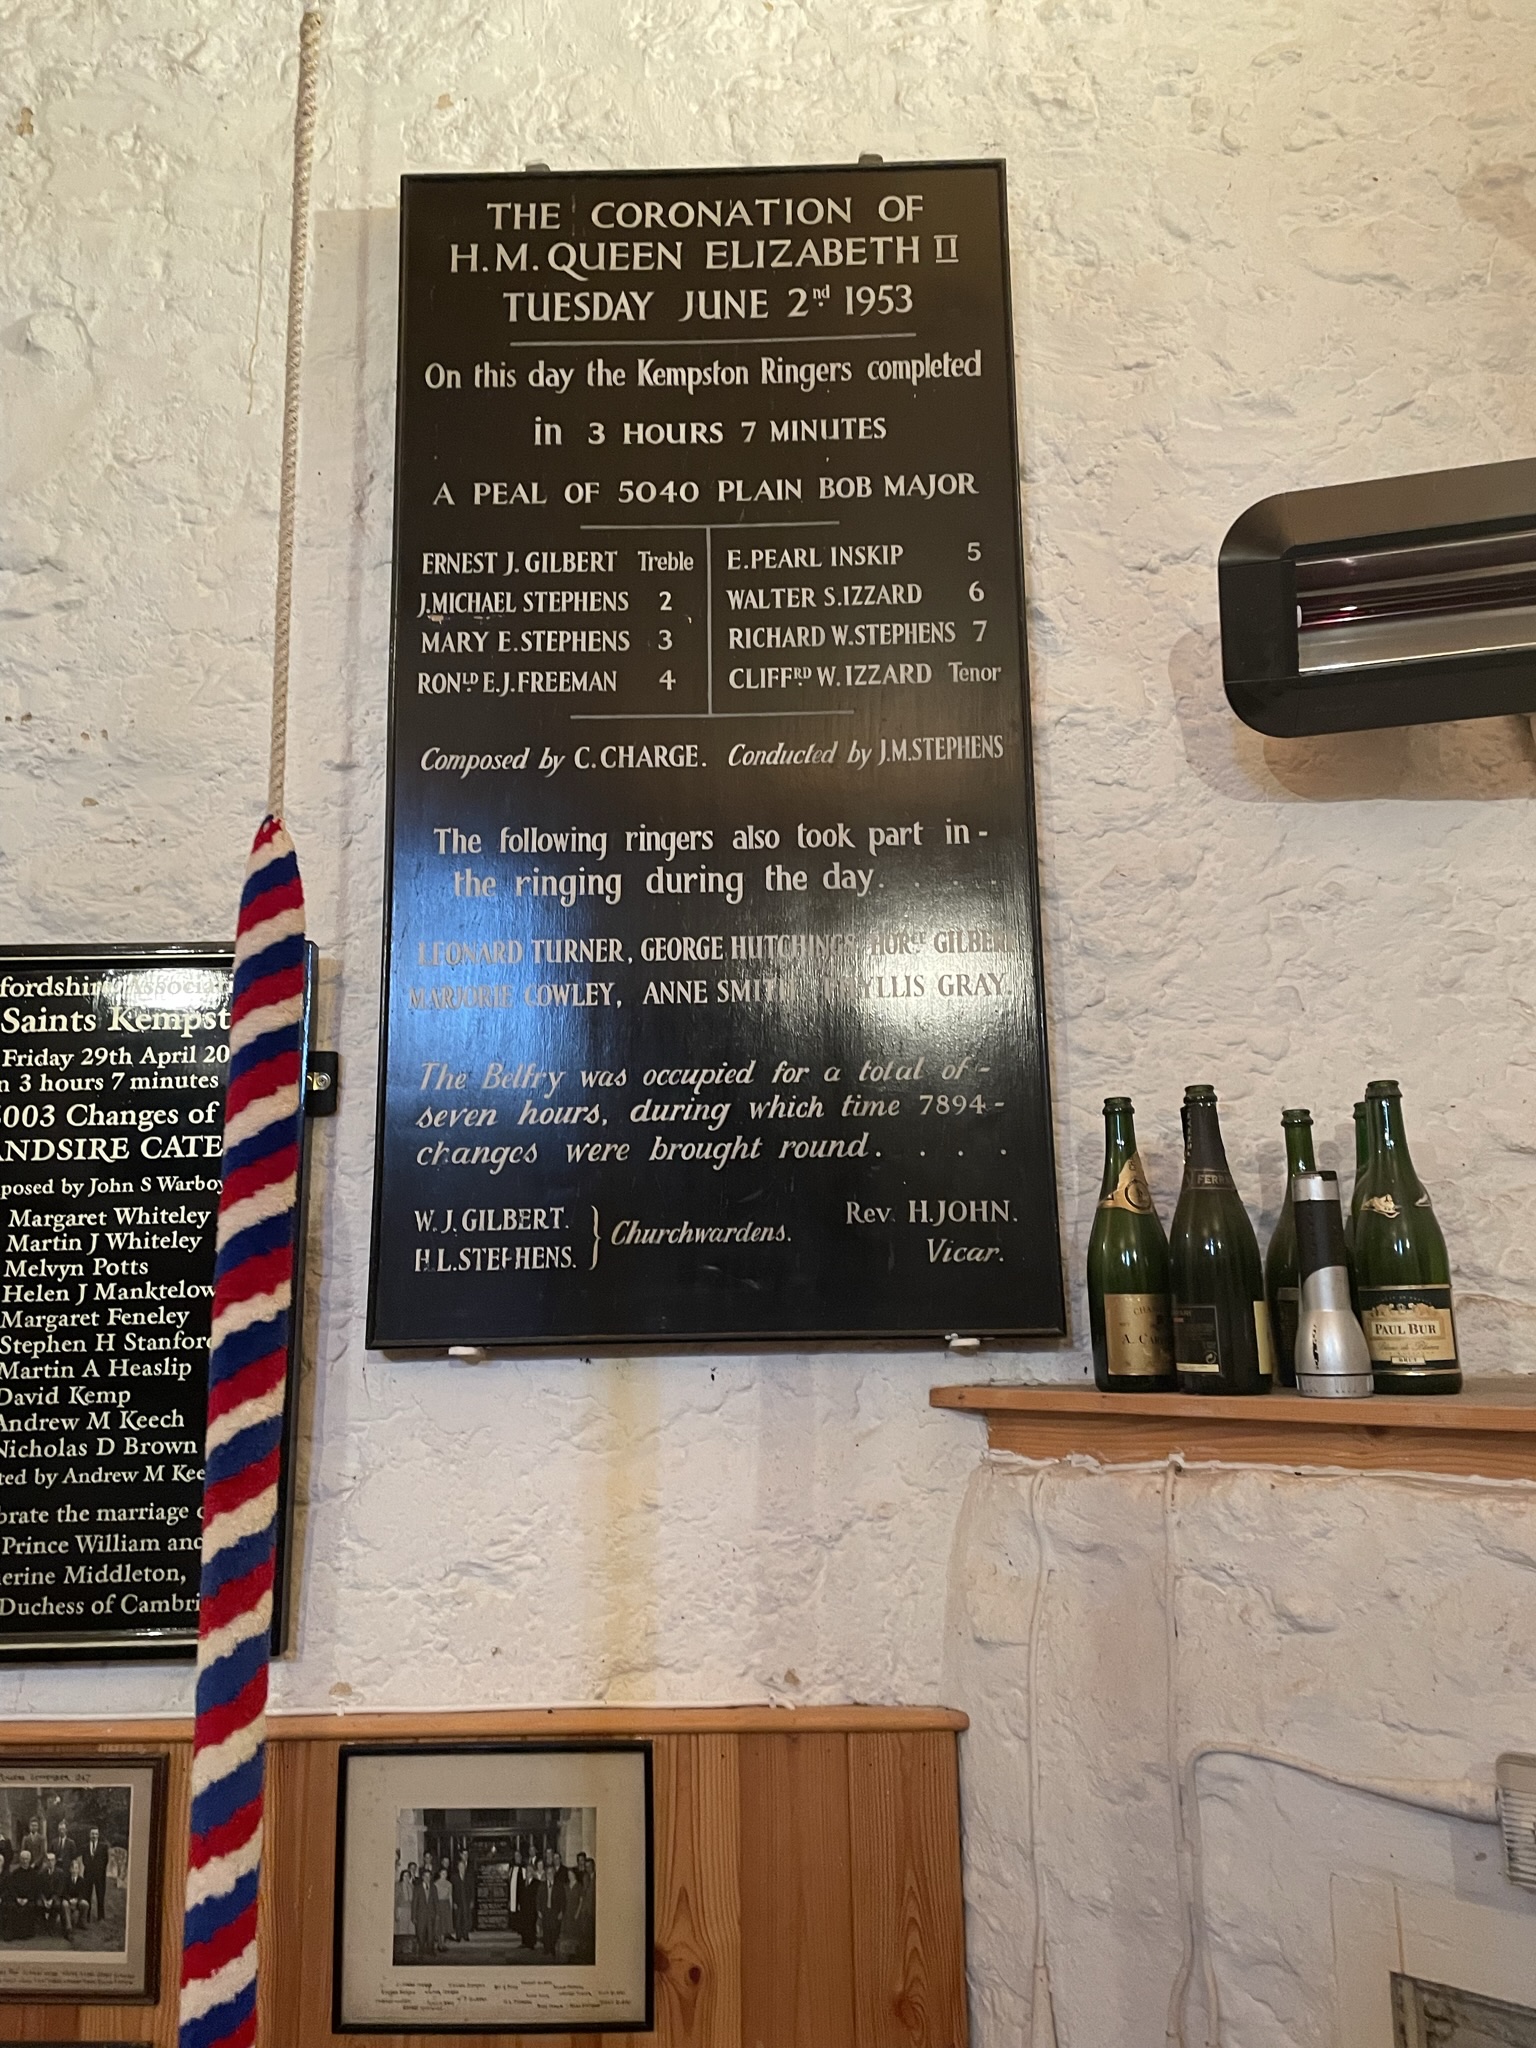 THE CORONATION OF
H.M. QUEEN ELIZABETH II
TUESDAY JUNE 2nd 1953
On this day the Kempston Ringers completed
in 3 HOURS 7 MINUTES
A PEAL OF 5040 PLAIN BOB MAJOR
ERNEST J. GILBERT Treble
J. MICHAEL STEPHENS 2
MARY E. STEPHENS 3
RONLD E.J. FREEMAN 4
E. PEARL INSKIP 5
WALTER S. IZZARD 6
RICHARD W. STEPHENS 7
CLIFFRD W. IZZARD Tenor
Composed by C. CHARGE. Conducted by J.M. STEPHENS
The following ringers also took part in-
the ringing during the day. . . . .
LEONARD TURNER, GEORGE HUTCHINGS
MARJORIE COWLEY, ANNE SMITH GRAY.
The Belfry was occupied for a total of-
seven hours, during which time 7894-
changes were brought round. . . . .
W. J. GILBERT.
H.L. STEPHENS. } Churchwardens.
Rev. H. JOHN.
Vicar.
fordshire Associati
Saints Kempst
Friday 29th April 20
n 3 hours 7 minutes
5003 Changes of
ANDSIRE CATE
posed by John S Warboy
Margaret Whiteley
Martin J Whiteley
Melvyn Potts
Helen J Manktelow
Margaret Feneley
Stephen H Stanford
Martin A Heaslip
David Kemp
Andrew M Keech
Nicholas D Brown
ted by Andrew M Kee
brate the marriage o
Prince William and
erine Middleton,
Duchess of Cambri
PAUL BUR
BRUT